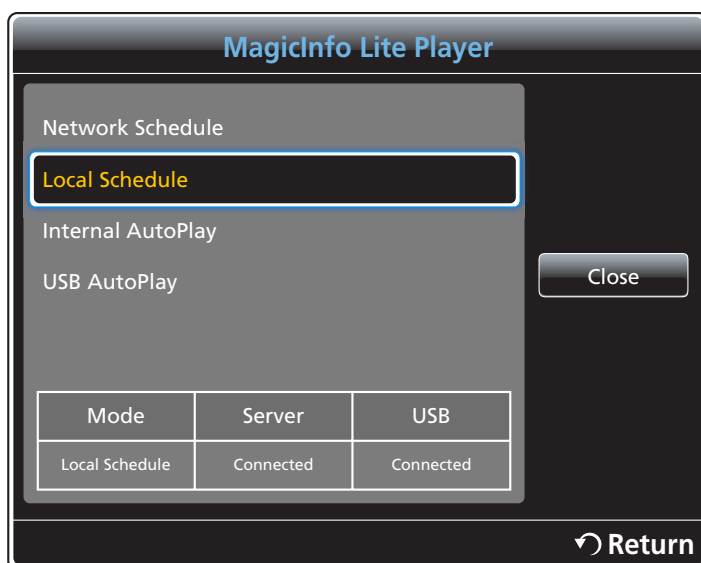 MagicInfo Lite Player
Network Schedule
Local Schedule
Internal AutoPlay
USB AutoPlay
Close
Mode Server USB
Local Schedule Connected Connected
Return